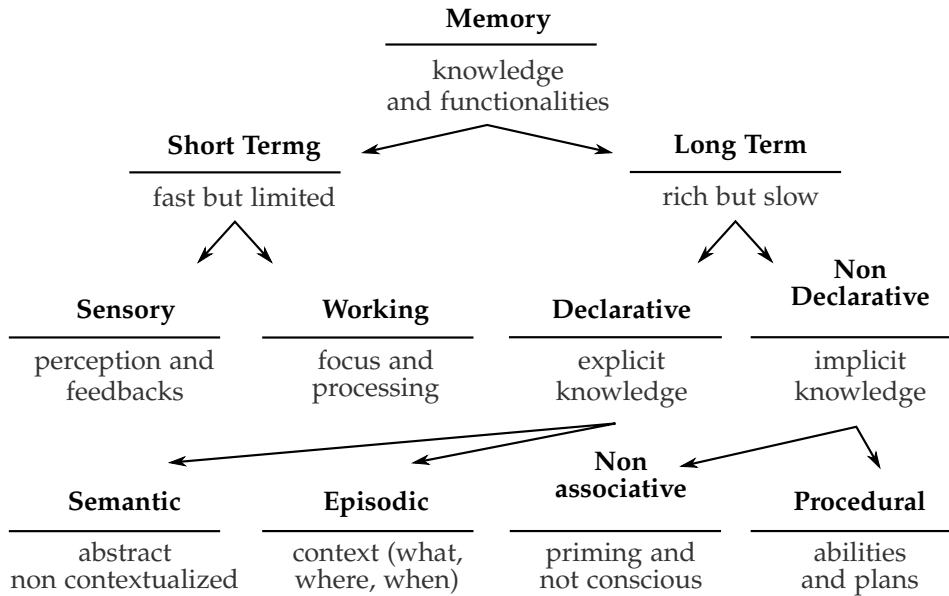 Memory
knowledge
and functionalities
Short Termg
fast but limited
Long Term
rich but slow
Sensory
perception and
feedbacks
Working
focus and
processing
Declarative
explicit
knowledge
Non
Declarative
implicit
knowledge
Semantic
abstract
non contextualized
Episodic
context (what,
where, when)
Non
associative
priming and
not conscious
Procedural
abilities
and plans